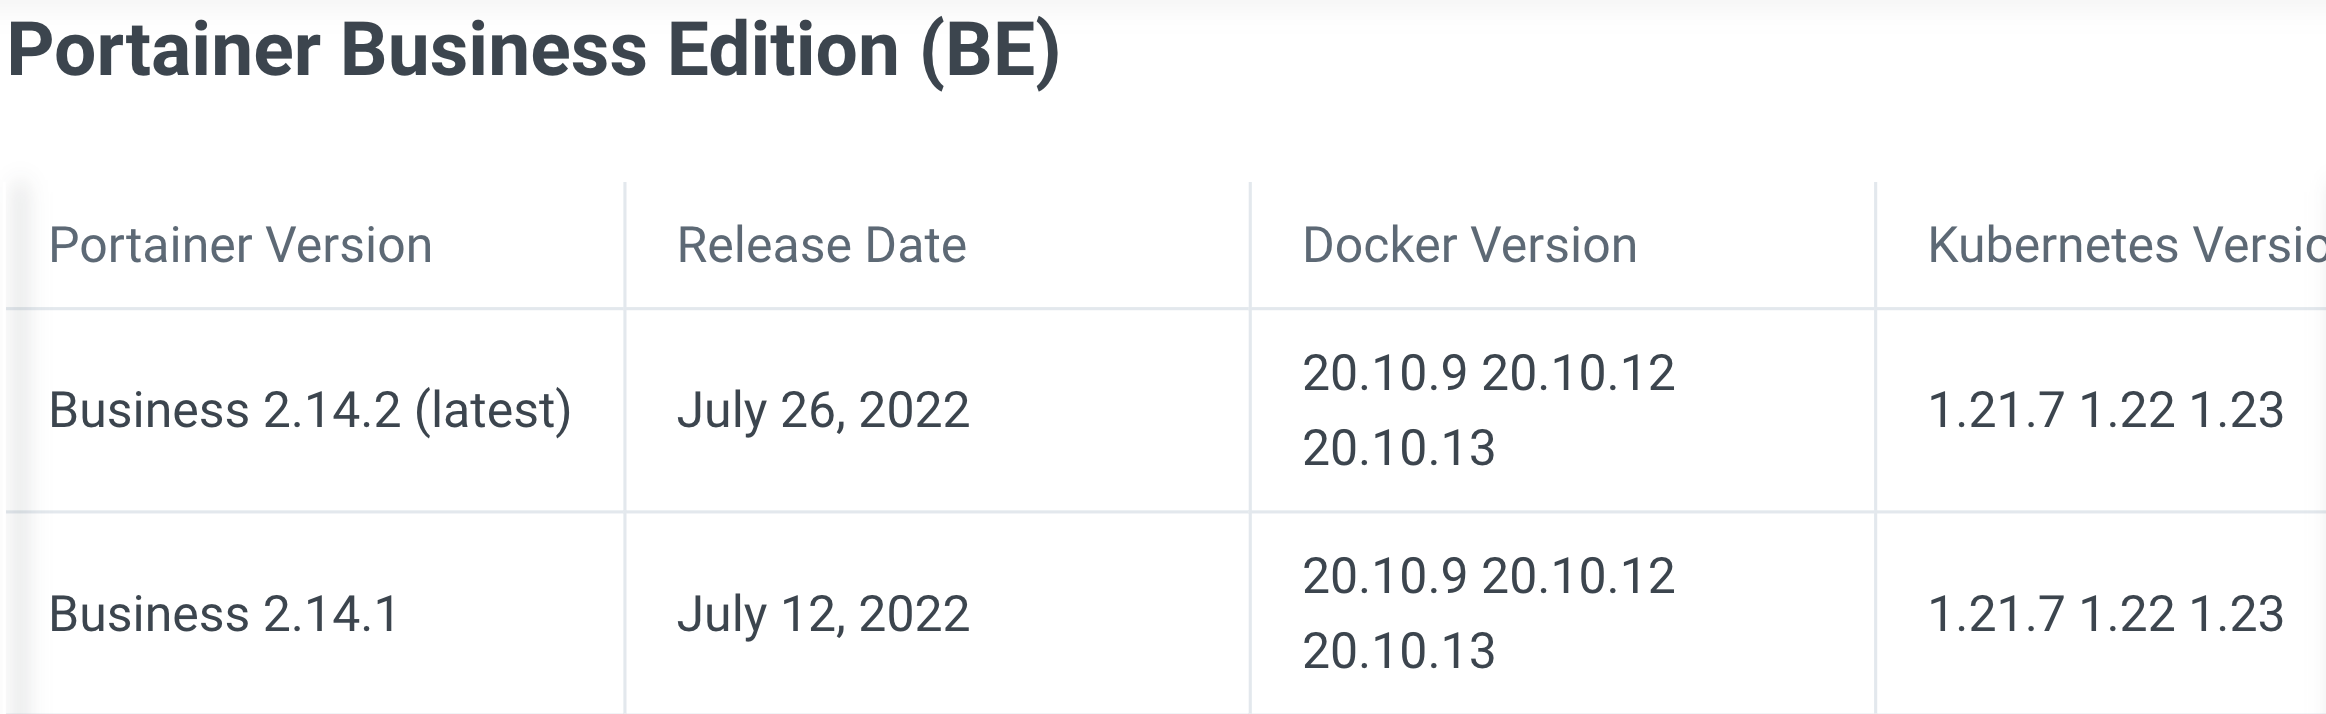 Portainer Business Edition (BE)
Portainer Version
Release Date
Docker Version
Kubernetes Versio
Business 2.14.2 (latest)
July 26, 2022
20.10.9 20.10.12
20.10.13
1.21.7 1.22 1.23
Business 2.14.1
July 12, 2022
20.10.9 20.10.12
20.10.13
1.21.7 1.22 1.23